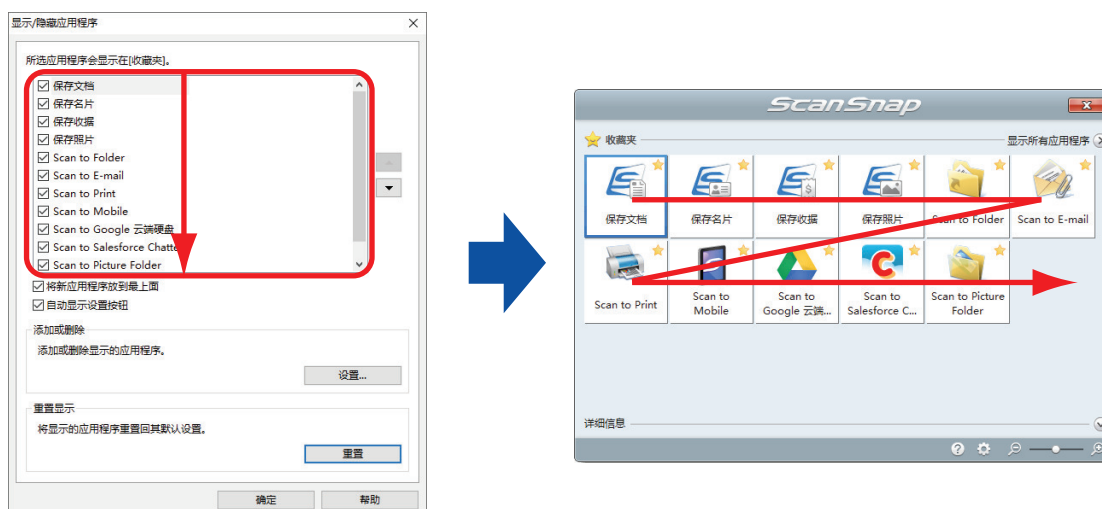 显示/隐藏应用程序
所选应用程序会显示在[收藏夹]。
保存文档
保存名片
保存收据
保存照片
Scan to Folder
Scan to E-mail
Scan to Print
Scan to Mobile
Scan to Google 云端硬盘
Scan to Salesforce Chatte
Scan to Picture Folder
将新应用程序放到最上面
自动显示设置按钮
添加或删除
添加或删除显示的应用程序。
设置...
重置显示
将显示的应用程序重置回其默认设置。
重置
确定
帮助
ScanSnap
收藏夹
显示所有应用程序
保存文档
保存名片
保存收据
保存照片
Scan to Folder
Scan to E-mail
Scan to Print
Scan to
Mobile
Scan to
Google 云端...
Scan to
Salesforce C...
Scan to Picture
Folder
详细信息